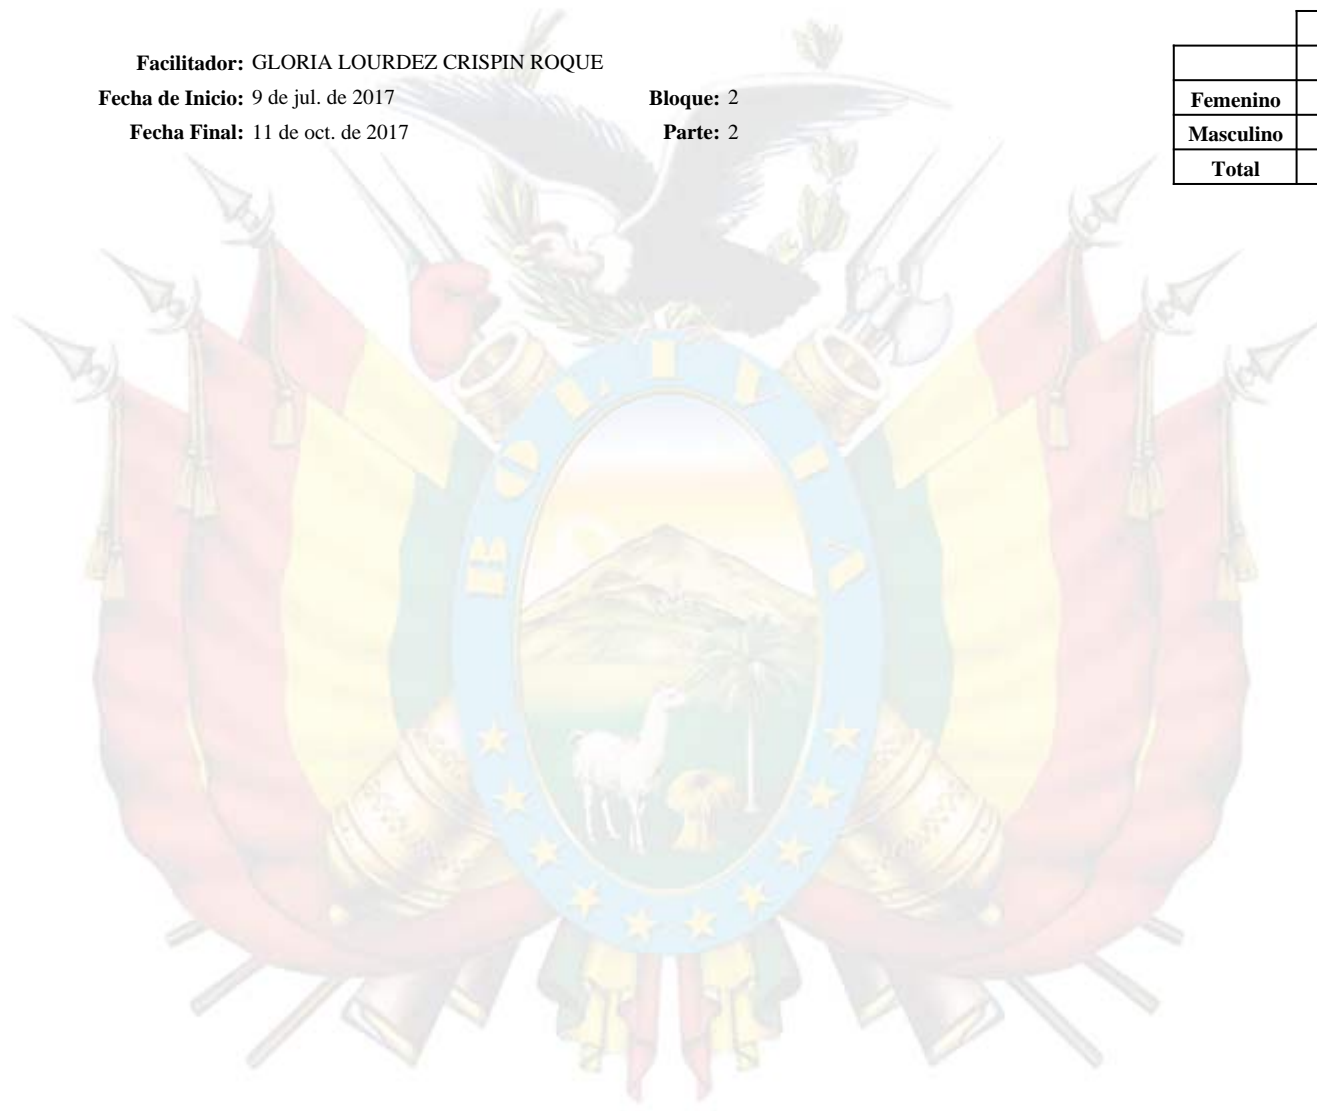 Facilitador: GLORIA LOURDEZ CRISPIN ROQUE
Fecha de Inicio: 9 de jul. de 2017 Bloque: 2
Fecha Final: 11 de oct. de 2017 Parte: 2
Femenino
Masculino
Total
BOLIVIA